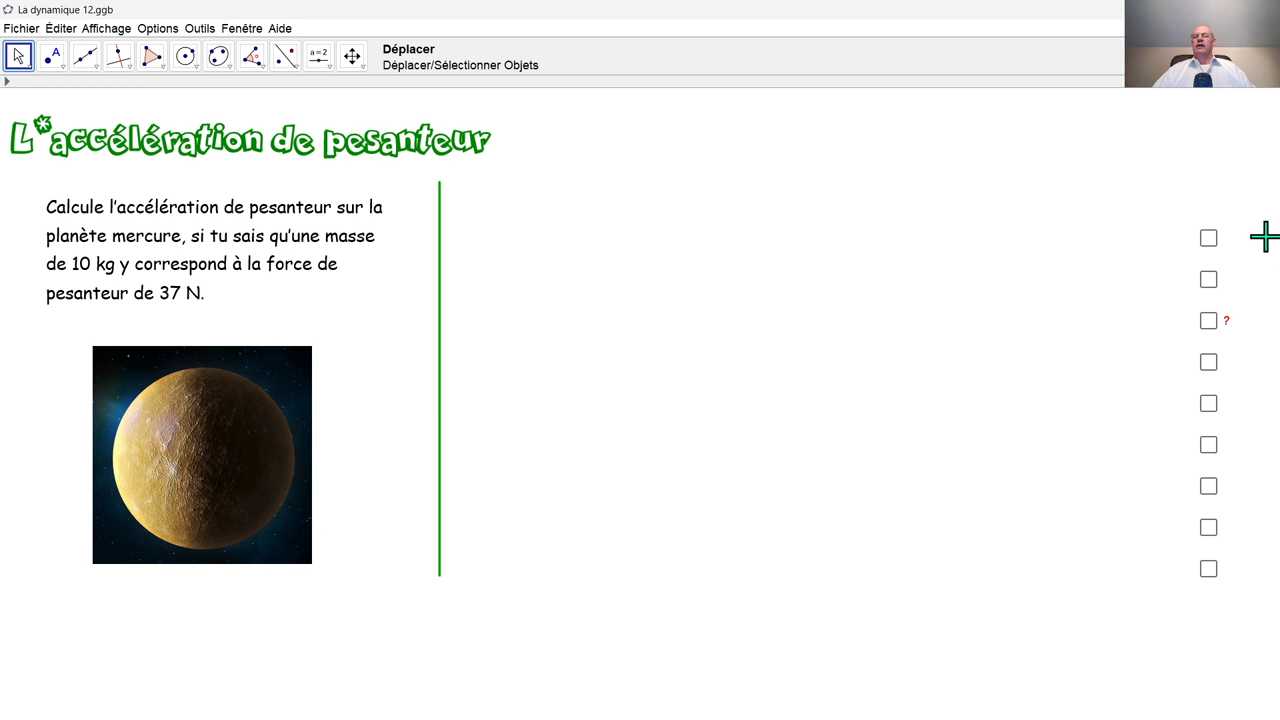 La dynamique 12.ggb
Fichier Éditer Affichage Options Outils Fenêtre Aide
A
a=2
Déplacer
Déplacer/Sélectionner Objets
L'accélération de pesanteur
Calcule l'accélération de pesanteur sur la
planète mercure, si tu sais qu'une masse
de 10 kg y correspond à la force de
pesanteur de 37 N.
?